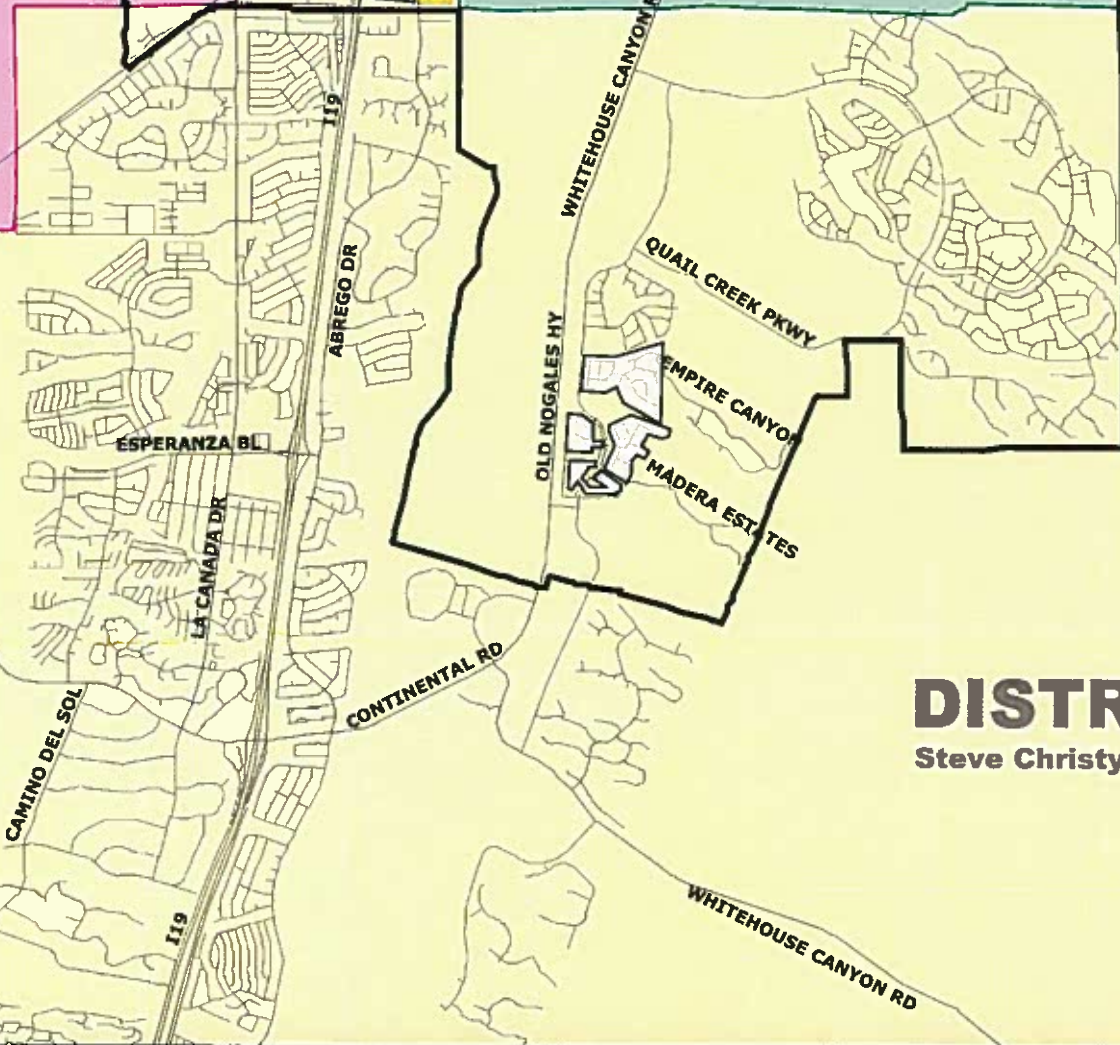 WHITEHOUSE CANYON
I19
ABREGO DR
QUAIL CREEK PKWY
OLD NOGALES HY
EMPIRE CANYON
ESPERANZA BL
MADERA ESTATES
LA CANADA DR
CONTINENTAL RD
CAMINO DEL SOL
DISTR
Steve Christy
WHITEHOUSE CANYON RD
I19